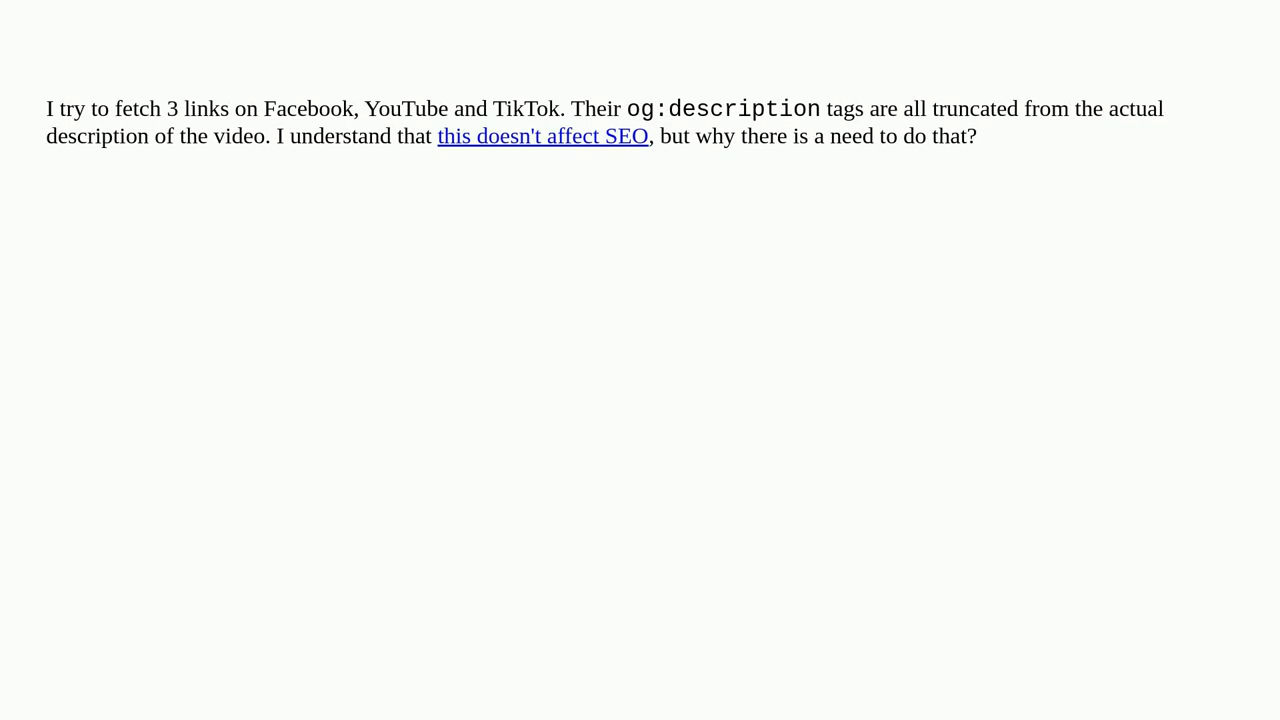 I try to fetch 3 links on Facebook, YouTube and TikTok. Their og:description tags are all truncated from the actual
description of the video. I understand that this doesn't affect SEO, but why there is a need to do that?